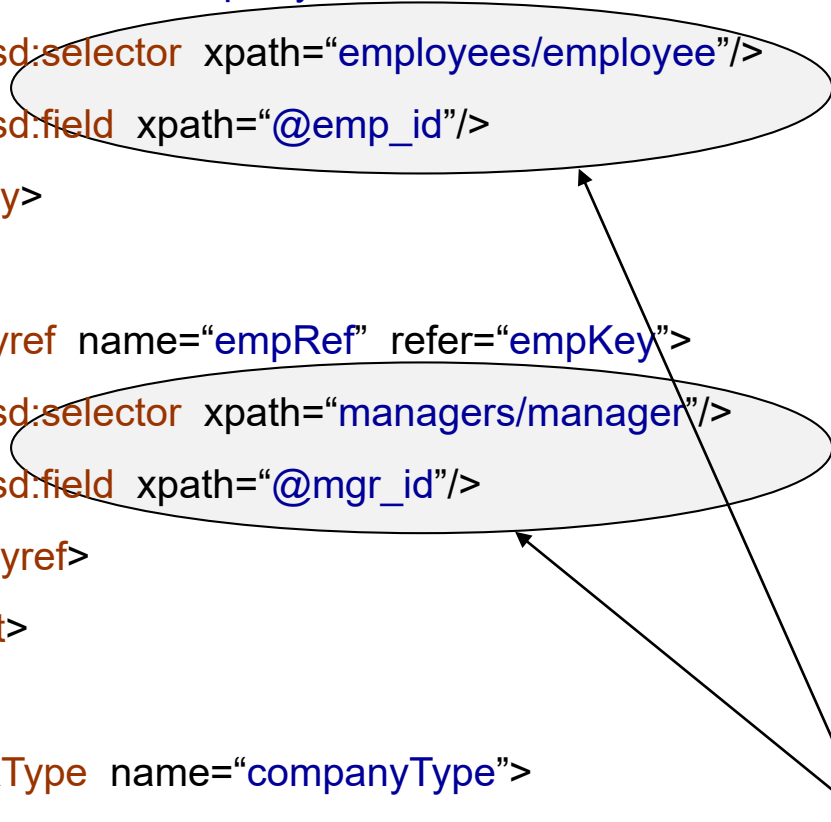 sd:selector xpath=“employees/employee”/>
sd:field xpath=“@emp_id”/>
y>
yref name=“empRef” refer=“empKey”>
sd:selector xpath=“managers/manager”/>
sd:field xpath=“@mgr_id”/>
yref>
t>
Type name=“companyType”>